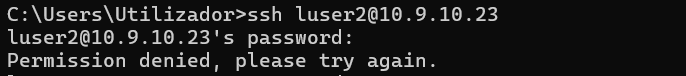 C:\Users\Utilizador>ssh luser2@10.9.10.23
luser2@10.9.10.23's password:
Permission denied, please try again.